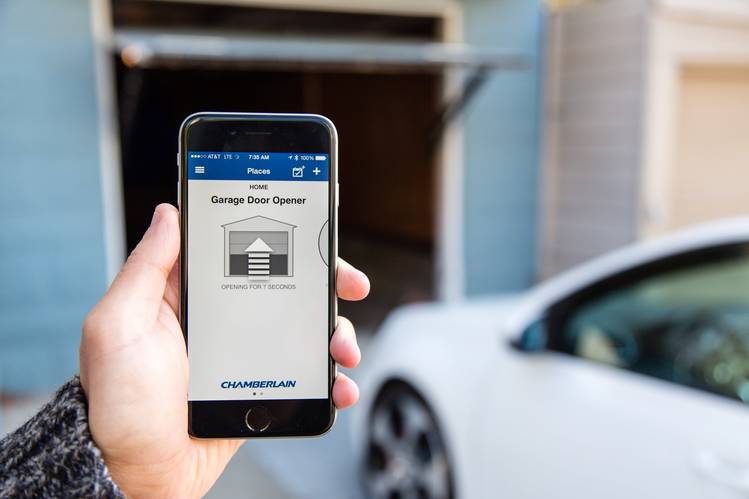 AT&T LTE 7:35 AM 100%
Places
HOME
Garage Door Opener
OPENING FOR 7 SECONDS
CHAMBERLAIN